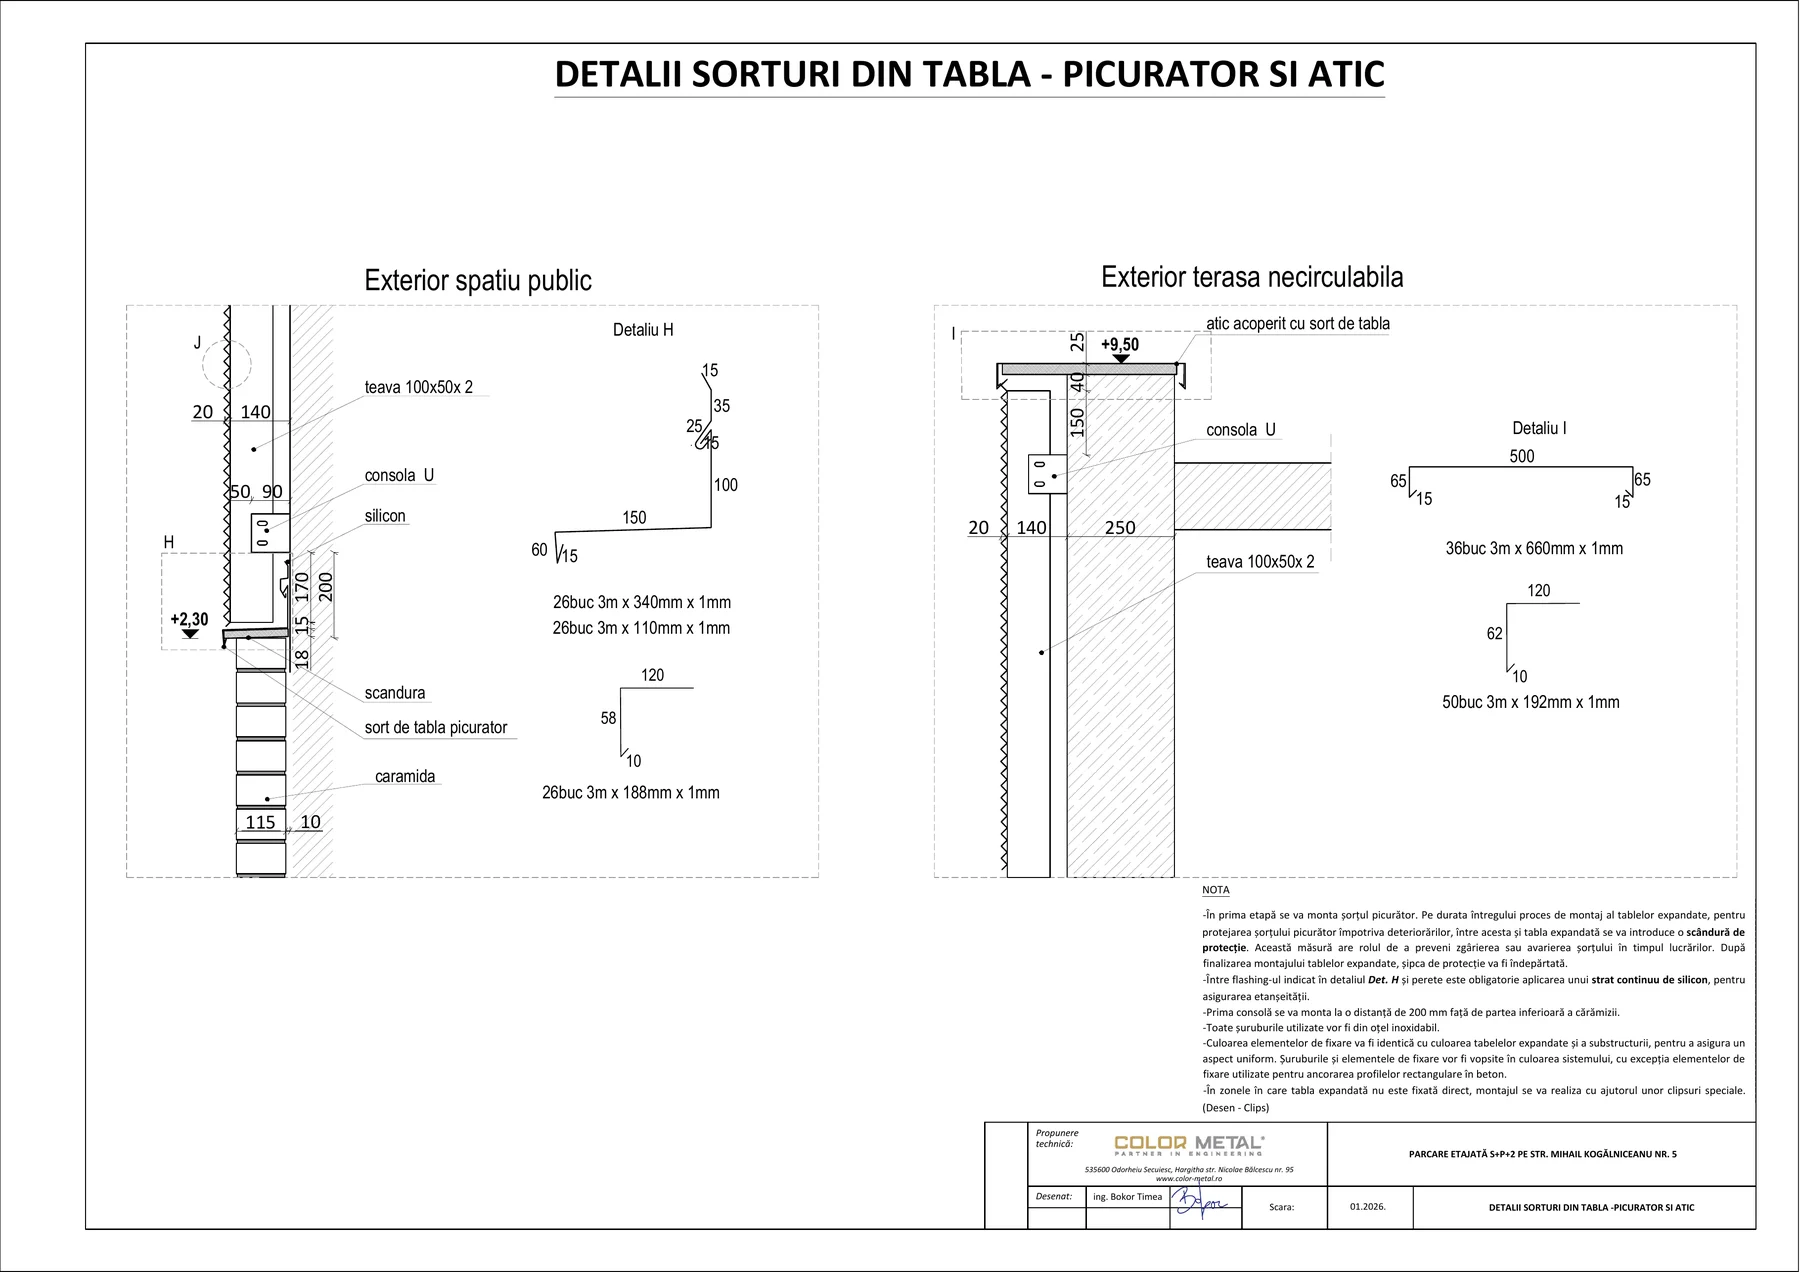 DETALII SORTURI DIN TABLA - PICURATOR SI ATIC
Exterior spatiu public
J
teava 100x50x 2
20
140
consola U
50
90
silicon
H
170
200
+2,30
15
18
scandura
sort de tabla picurator
caramida
115
10
Detaliu H
15
35
25
15
100
150
60
15
26buc 3m x 340mm x 1mm
26buc 3m x 110mm x 1mm
120
58
10
26buc 3m x 188mm x 1mm
Exterior terasa necirculabila
I
atic acoperit cu sort de tabla
25
+9,50
40
150
consola U
20
140
250
teava 100x50x 2
Detaliu I
500
65
15
65
15
36buc 3m x 660mm x 1mm
120
62
10
50buc 3m x 192mm x 1mm
NOTA
-În prima etapă se va monta șorțul picurător. Pe durata întregului proces de montaj al tablelor expandate, pentru
protejarea șorțului picurător împotriva deteriorărilor, între acesta și tabla expandată se va introduce o scândură de
protecție. Această măsură are rolul de a preveni zgârierea sau avarierea șorțului în timpul lucrărilor. După
finalizarea montajului tablelor expandate, șipca de protecție va fi îndepărtată.
-Între flashing-ul indicat în detaliul Det. H și perete este obligatorie aplicarea unui strat continuu de silicon, pentru
asigurarea etanșeității.
-Prima consolă se va monta la o distanță de 200 mm față de partea inferioară a cărămizii.
-Toate șuruburile utilizate vor fi din oțel inoxidabil.
-Culoarea elementelor de fixare va fi identică cu culoarea tabelelor expandate și a substructurii, pentru a asigura un
aspect uniform. Șuruburile și elementele de fixare vor fi vopsite în culoarea sistemului, cu excepția elementelor de
fixare utilizate pentru ancorarea profilelor rectangulare în beton.
-În zonele în care tabla expandată nu este fixată direct, montajul se va realiza cu ajutorul unor clipsuri speciale.
(Desen - Clips)
Propunere
technică:
COLOR METAL®
PARTNER IN ENGINEERING
535600 Odorheiu Secuiesc, Hargitha str. Nicolae Bălcescu nr. 95
www.color-metal.ro
PARCARE ETAJATĂ S+P+2 PE STR. MIHAIL KOGĂLNICEANU NR. 5
Desenat:
ing. Bokor Timea
Scara:
01.2026.
DETALII SORTURI DIN TABLA -PICURATOR SI ATIC